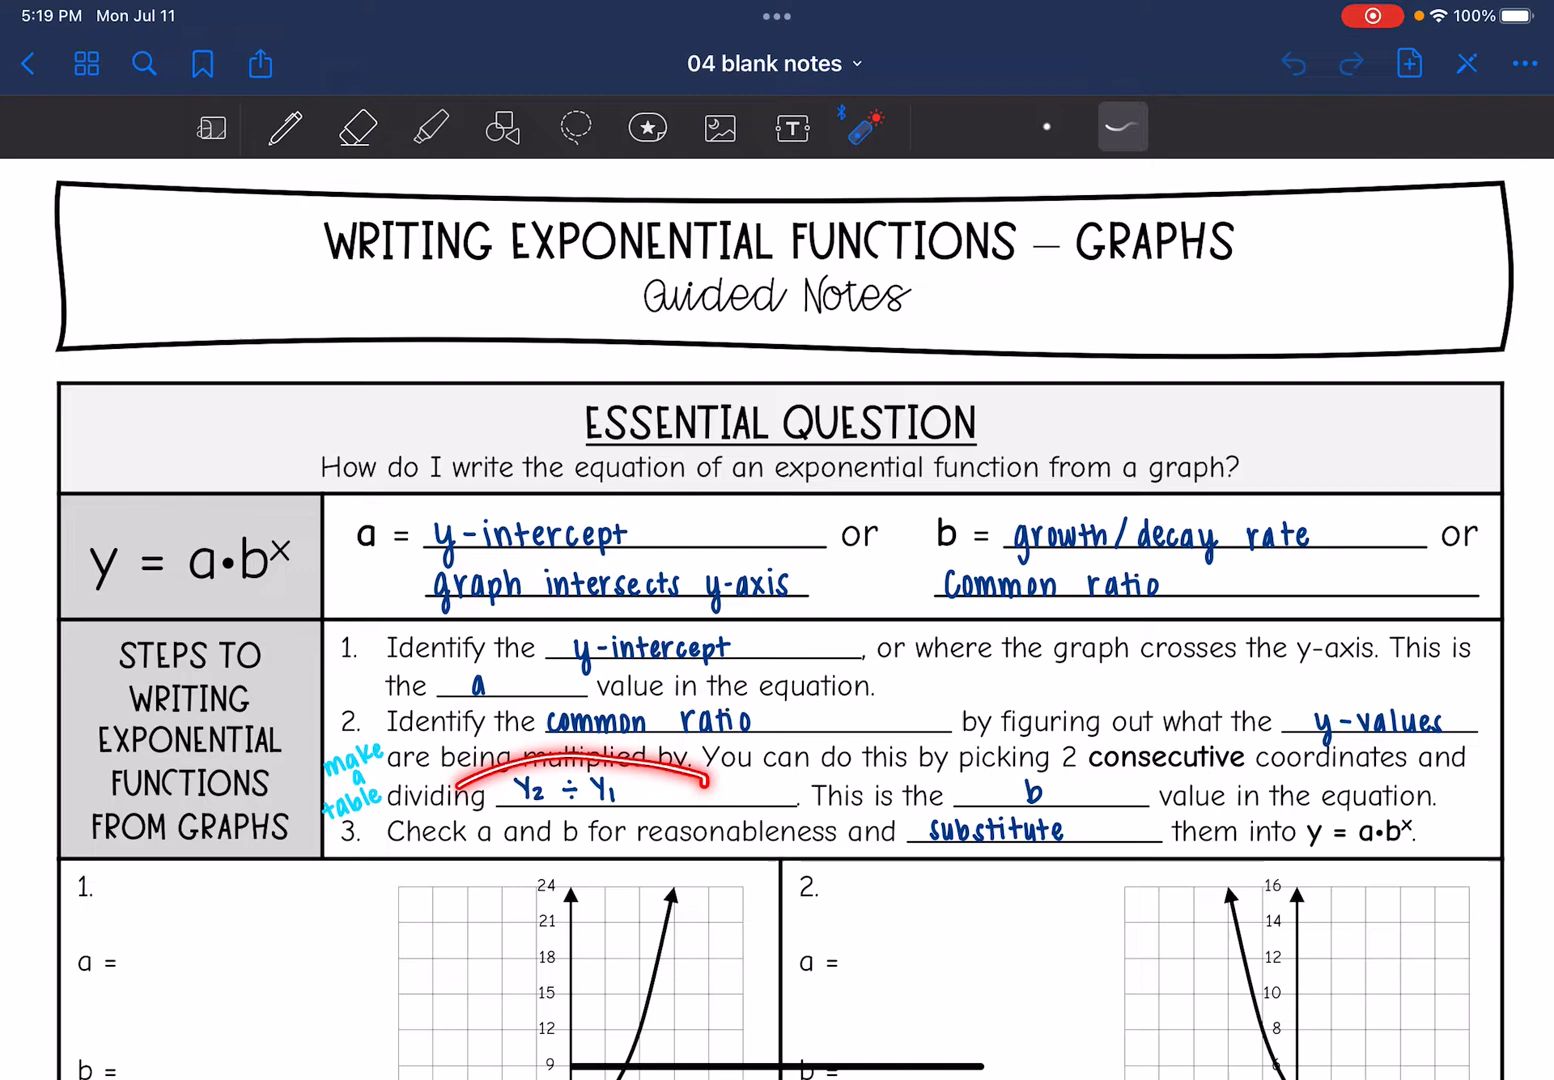 5:19 PM Mon Jul 11
100%
04 blank notes
T
WRITING EXPONENTIAL FUNCTIONS – GRAPHS
Guided Notes
ESSENTIAL QUESTION
How do I write the equation of an exponential function from a graph?
y = a•bˣ
a = y-intercept or
graph intersects y-axis
b = growth/decay rate or
Common ratio
STEPS TO
WRITING
EXPONENTIAL
FUNCTIONS
FROM GRAPHS
1. Identify the y-intercept, or where the graph crosses the y-axis. This is
the a value in the equation.
2. Identify the common ratio by figuring out what the y-values
are being multiplied by. You can do this by picking 2 consecutive coordinates and
dividing Y₂ ÷ Y₁. This is the b value in the equation.
make
a
table
3. Check a and b for reasonableness and substitute them into y = a•bˣ.
1.
a =
b =
24
21
18
15
12
9
2.
a =
b =
16
14
12
10
8
6